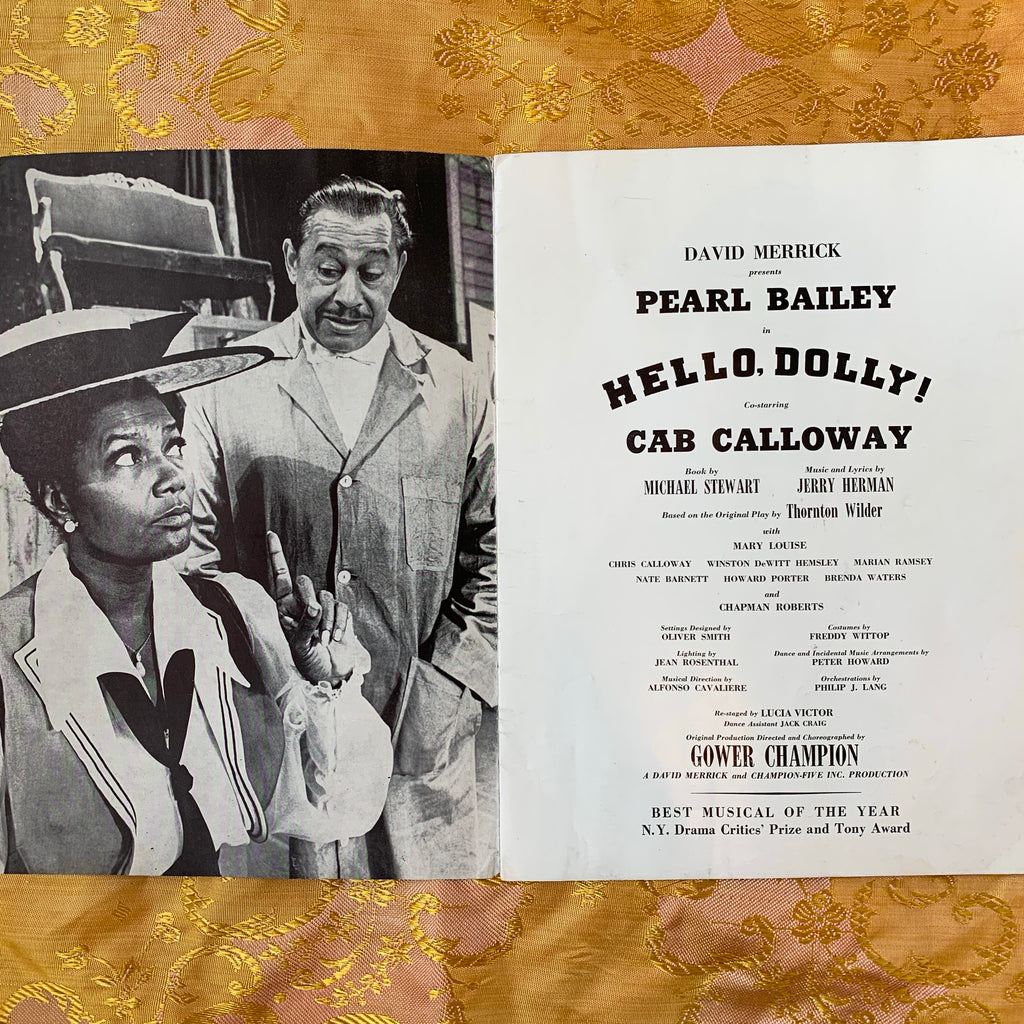 DAVID MERRICK
presents
PEARL BAILEY
in
HELLO, DOLLY!
Co-starring
CAB CALLOWAY
Book by
MICHAEL STEWART
Music and Lyrics by
JERRY HERMAN
Based on the Original Play by Thornton Wilder
with
MARY LOUISE
CHRIS CALLOWAY WINSTON DeWITT HEMSLEY MARIAN RAMSEY
NATE BARNETT HOWARD PORTER BRENDA WATERS
and
CHAPMAN ROBERTS
Settings Designed by
OLIVER SMITH
Costumes by
FREDDY WITTOP
Lighting by
JEAN ROSENTHAL
Dance and Incidental Music Arrangements by
PETER HOWARD
Musical Direction by
ALFONSO CAVALIERE
Orchestrations by
PHILIP J. LANG
Re-staged by LUCIA VICTOR
Dance Assistant JACK CRAIG
Original Production Directed and Choreographed by
GOWER CHAMPION
A DAVID MERRICK and CHAMPION-FIVE INC. PRODUCTION
BEST MUSICAL OF THE YEAR
N.Y. Drama Critics' Prize and Tony Award